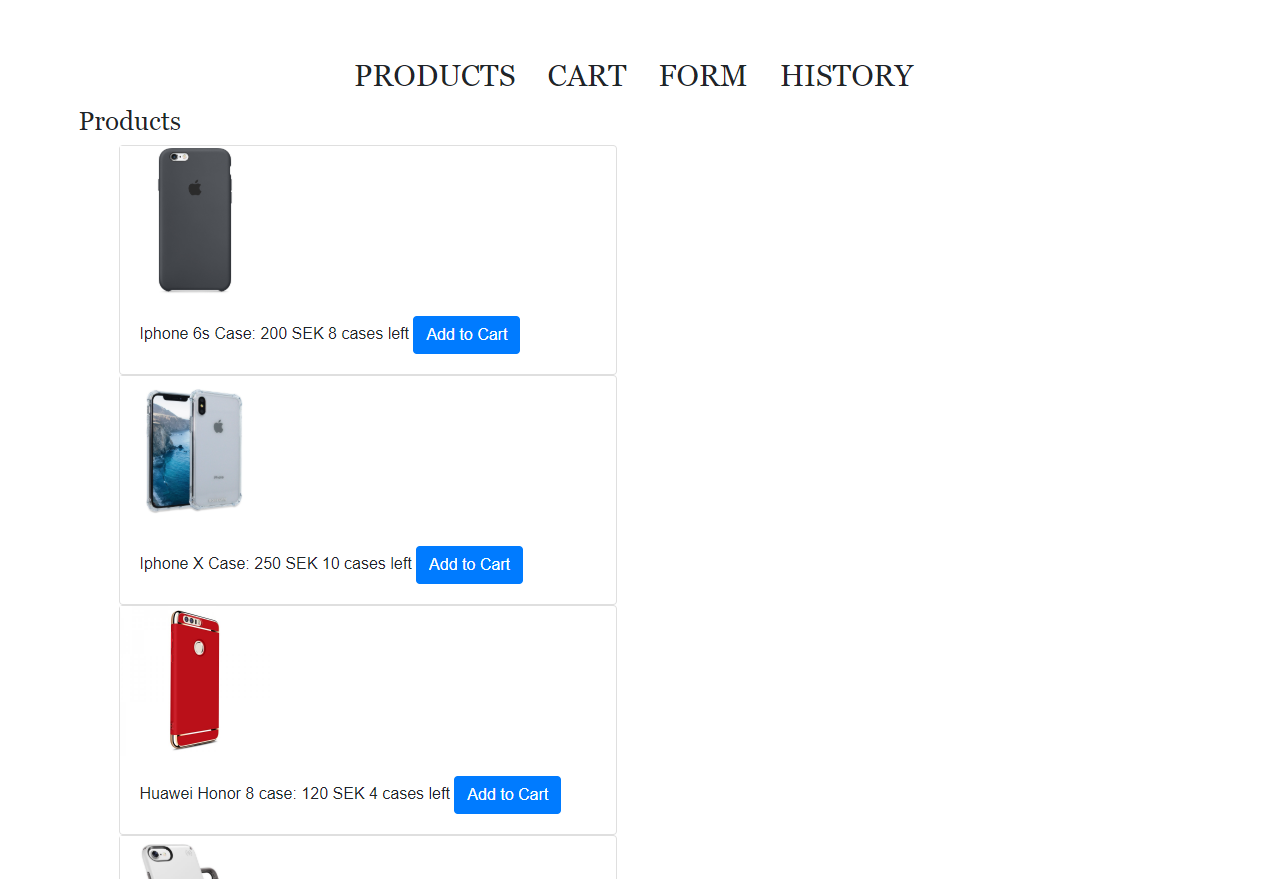 PRODUCTS CART FORM HISTORY
Products
Iphone 6s Case: 200 SEK 8 cases left Add to Cart
Iphone X Case: 250 SEK 10 cases left Add to Cart
Huawei Honor 8 case: 120 SEK 4 cases left Add to Cart